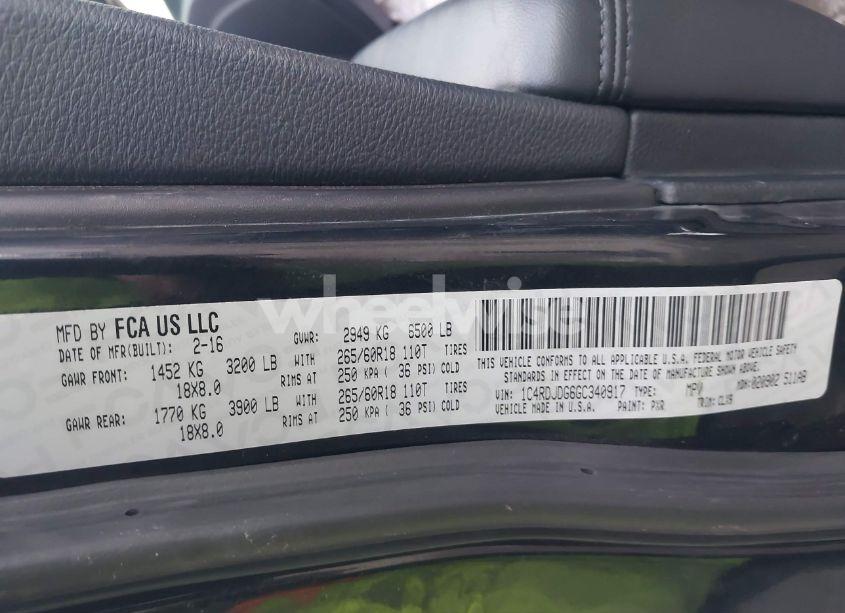 MFD BY FCA US LLC
DATE OF MFR(BUILT): 2-16
GVWR: 2949 KG 6500 LB
GAWR FRONT: 1452 KG 3200 LB WITH 265/60R18 110T TIRES
18X8.0 RIMS AT 250 KPA ( 36 PSI) COLD
GAWR REAR: 1770 KG 3900 LB WITH 265/60R18 110T TIRES
18X8.0 RIMS AT 250 KPA ( 36 PSI) COLD
THIS VEHICLE CONFORMS TO ALL APPLICABLE U.S.A. FEDERAL MOTOR VEHICLE SAFETY
STANDARDS IN EFFECT ON THE DATE OF MANUFACTURE SHOWN ABOVE.
VIN: 1C4RDJDG6GC340917 TYPE: MPV MDH: 020902 511AB
VEHICLE MADE IN U.S.A. PAINT: PXR TRIM: CLV9
wheelwise